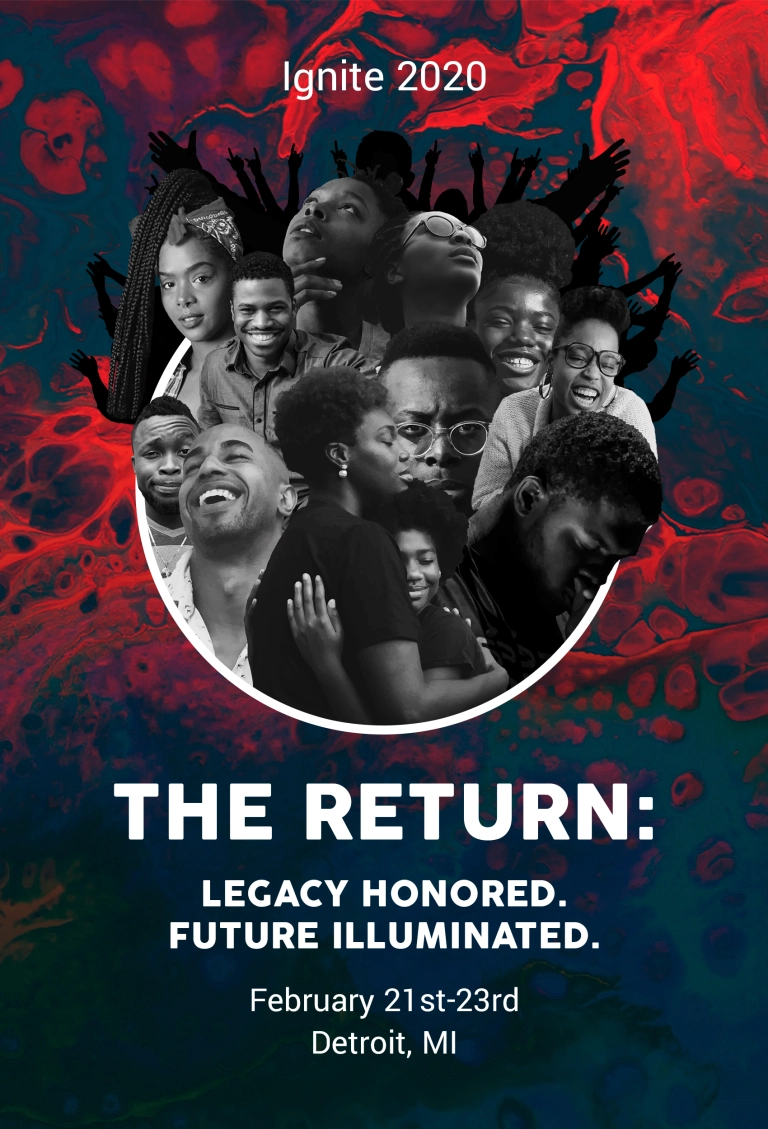 Ignite 2020
THE RETURN:
LEGACY HONORED.
FUTURE ILLUMINATED.
February 21st-23rd
Detroit, MI